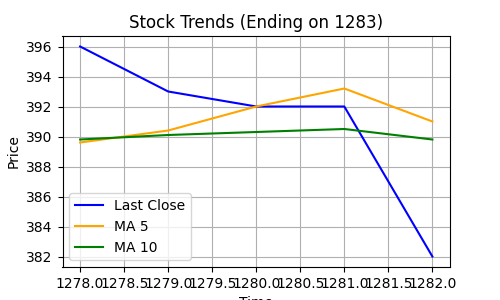 Stock Trends (Ending on 1283)
Price
396
394
392
390
388
386
384
382
Last Close
MA 5
MA 10
1278.0 1278.5 1279.0 1279.5 1280.0 1280.5 1281.0 1281.5 1282.0
Time